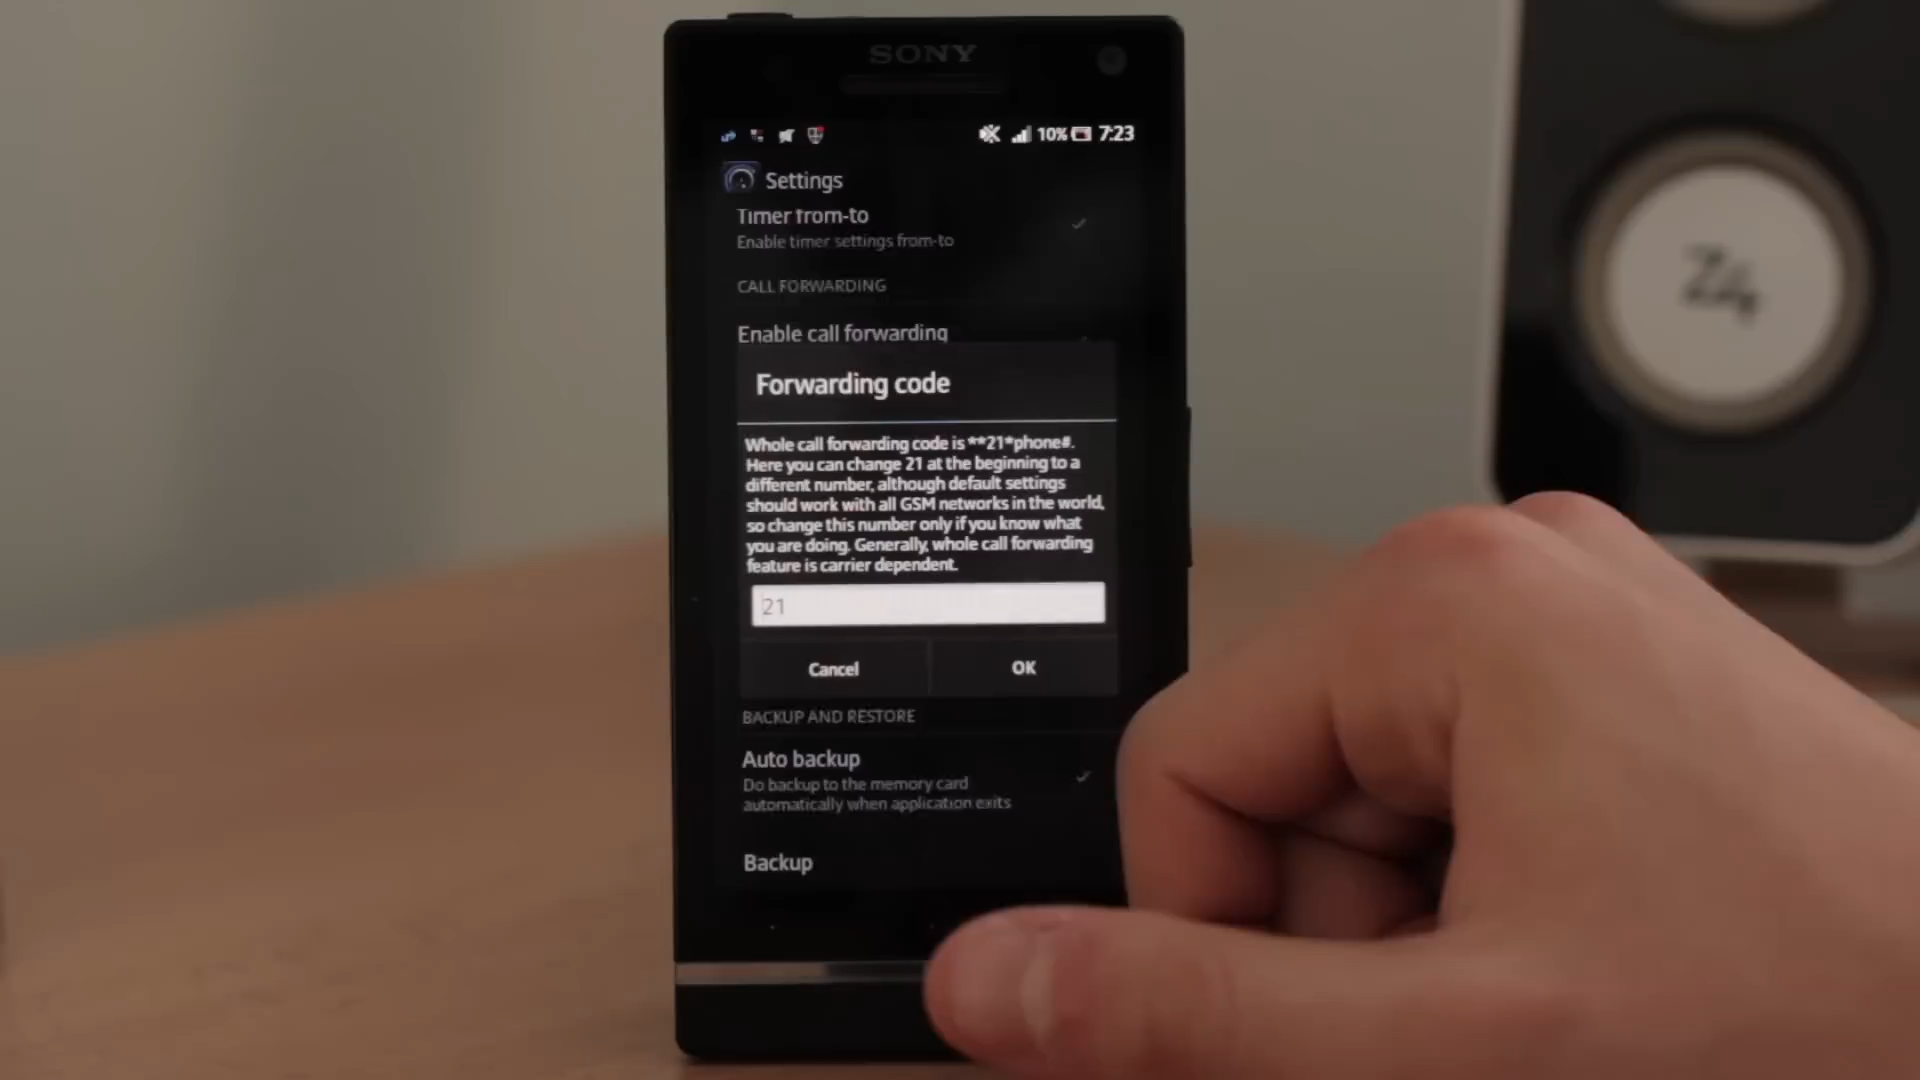 SONY
10% 7:23
Settings
Timer from-to
Enable timer settings from-to
CALL FORWARDING
Enable call forwarding
Forwarding code
Whole call forwarding code is **21*phone#.
Here you can change 21 at the beginning to a
different number, although default settings
should work with all GSM networks in the world,
so change this number only if you know what
you are doing. Generally, whole call forwarding
feature is carrier dependent.
21
Cancel OK
BACKUP AND RESTORE
Auto backup
Do backup to the memory card
automatically when application exits
Backup